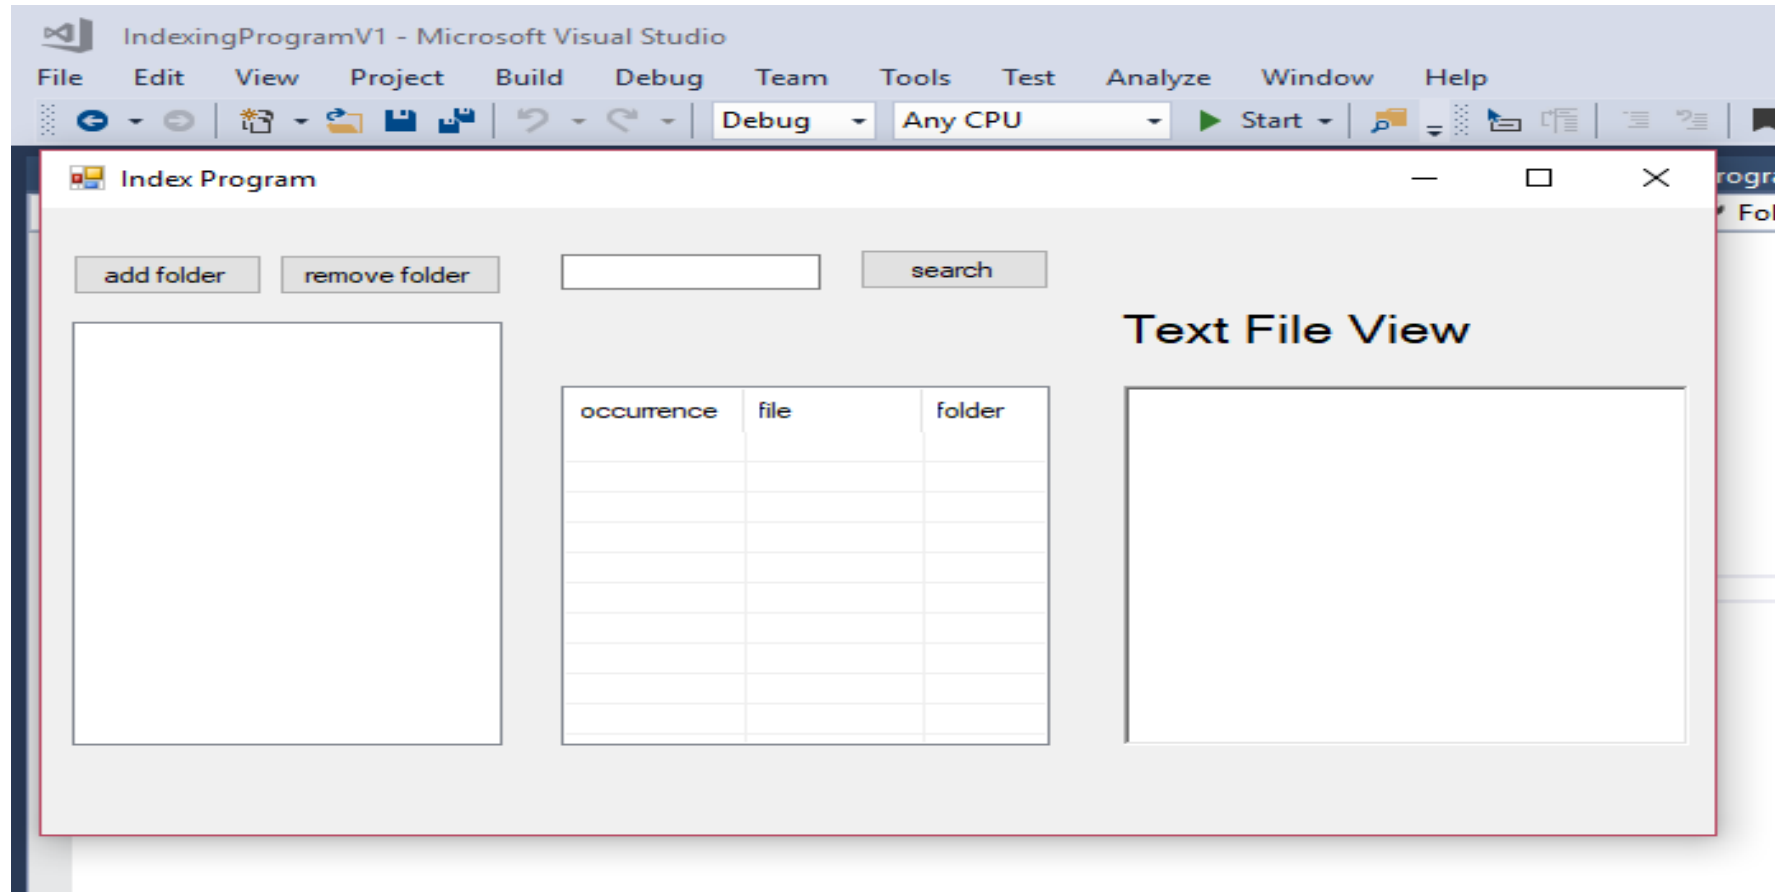 IndexingProgramV1 - Microsoft Visual Studio
File Edit View Project Build Debug Team Tools Test Analyze Window Help
Debug Any CPU Start
Index Program
add folder remove folder search
Text File View
occurrence file folder